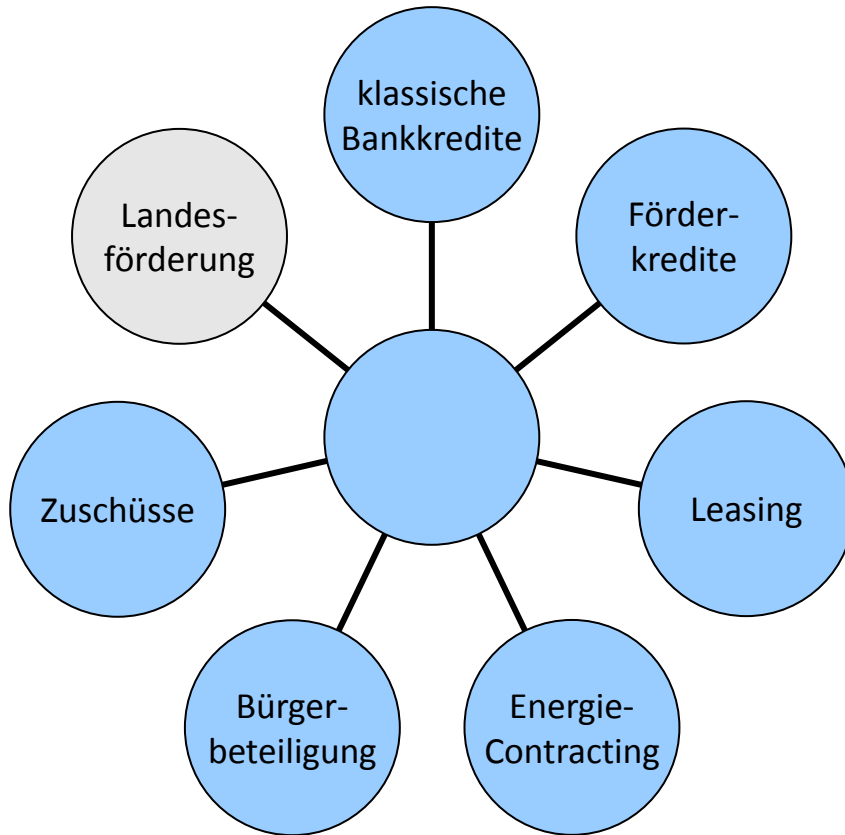 klassische
Bankkredite
Förder-
kredite
Leasing
Energie-
Contracting
Bürger-
beteiligung
Zuschüsse
Landes-
förderung